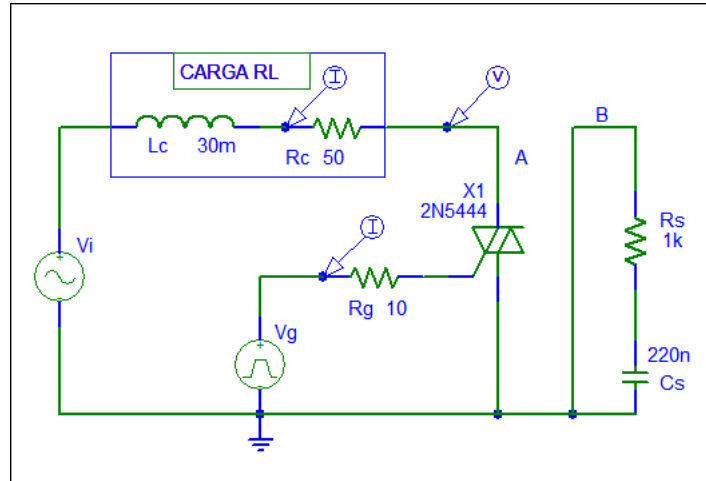 CARGA RL
I
V
Lc 30m
Rc 50
A
B
X1
2N5444
Rs
1k
Vi
I
Rg 10
Vg
220n
Cs